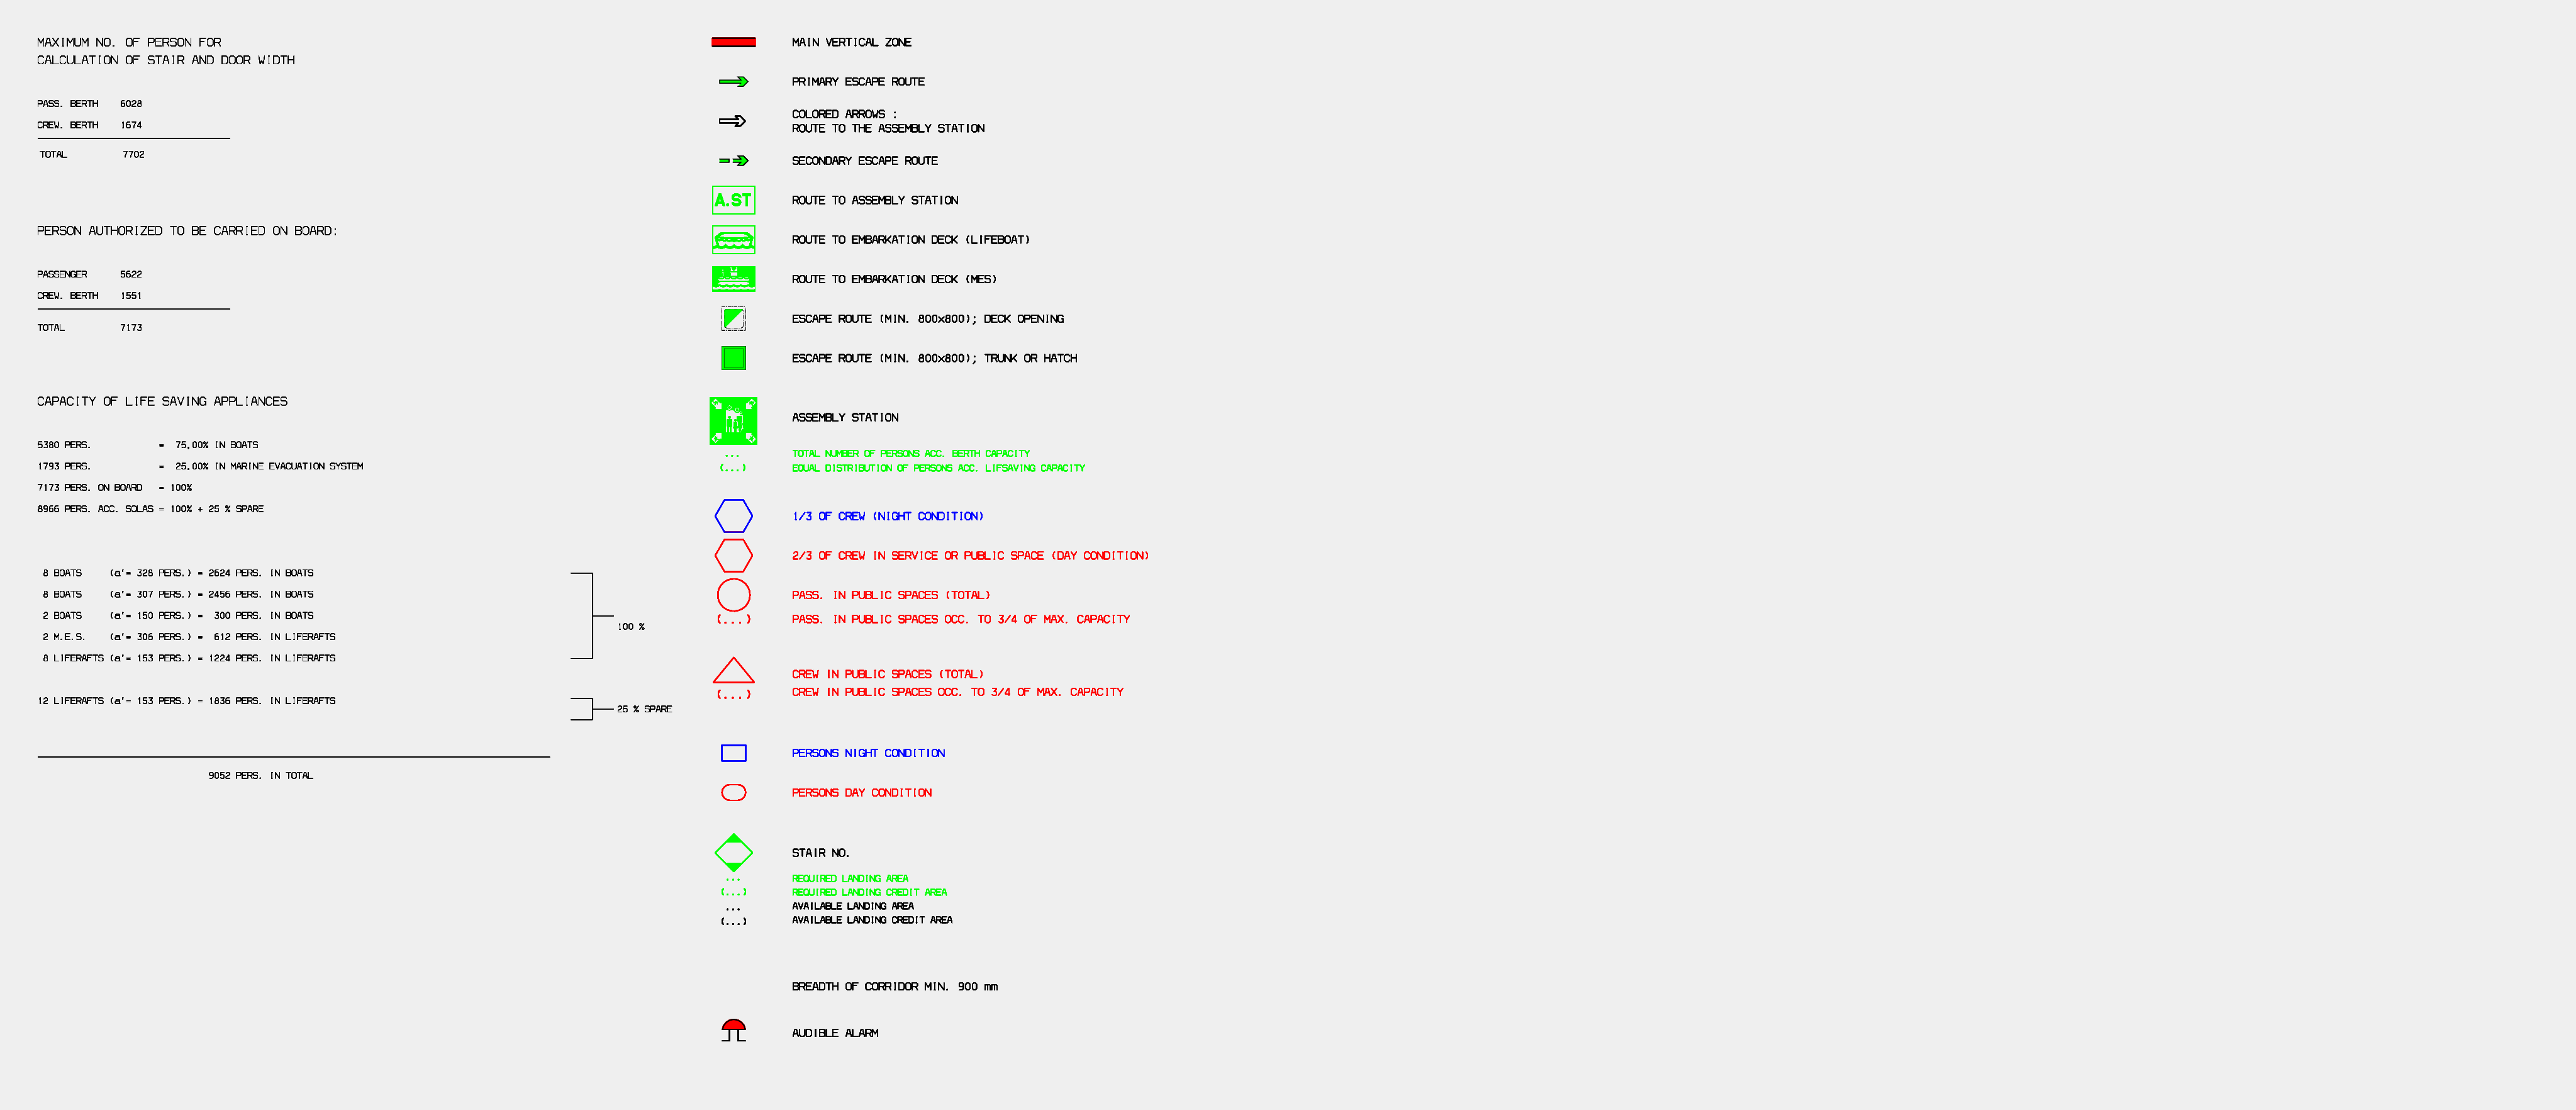 MAXIMUM NO. OF PERSON FOR
CALCULATION OF STAIR AND DOOR WIDTH
PASS. BERTH 6028
CREW. BERTH 1674
TOTAL 7702
PERSON AUTHORIZED TO BE CARRIED ON BOARD:
PASSENGER 5622
CREW. BERTH 1551
TOTAL 7173
CAPACITY OF LIFE SAVING APPLIANCES
5380 PERS. = 75,00% IN BOATS
1793 PERS. = 25,00% IN MARINE EVACUATION SYSTEM
7173 PERS. ON BOARD = 100%
8966 PERS. ACC. SOLAS = 100% + 25 % SPARE
8 BOATS (a'= 328 PERS.) = 2624 PERS. IN BOATS
8 BOATS (a'= 307 PERS.) = 2456 PERS. IN BOATS
2 BOATS (a'= 150 PERS.) = 300 PERS. IN BOATS
2 M.E.S. (a'= 306 PERS.) = 612 PERS. IN LIFERAFTS
8 LIFERAFTS (a'= 153 PERS.) = 1224 PERS. IN LIFERAFTS
100 %
12 LIFERAFTS (a'= 153 PERS.) = 1836 PERS. IN LIFERAFTS
25 % SPARE
9052 PERS. IN TOTAL
MAIN VERTICAL ZONE
PRIMARY ESCAPE ROUTE
COLORED ARROWS :
ROUTE TO THE ASSEMBLY STATION
SECONDARY ESCAPE ROUTE
A.ST ROUTE TO ASSEMBLY STATION
ROUTE TO EMBARKATION DECK (LIFEBOAT)
ROUTE TO EMBARKATION DECK (MES)
ESCAPE ROUTE (MIN. 800x800); DECK OPENING
ESCAPE ROUTE (MIN. 800x800); TRUNK OR HATCH
ASSEMBLY STATION
... TOTAL NUMBER OF PERSONS ACC. BERTH CAPACITY
(...) EQUAL DISTRIBUTION OF PERSONS ACC. LIFSAVING CAPACITY
1/3 OF CREW (NIGHT CONDITION)
2/3 OF CREW IN SERVICE OR PUBLIC SPACE (DAY CONDITION)
PASS. IN PUBLIC SPACES (TOTAL)
(...) PASS. IN PUBLIC SPACES OCC. TO 3/4 OF MAX. CAPACITY
CREW IN PUBLIC SPACES (TOTAL)
(...) CREW IN PUBLIC SPACES OCC. TO 3/4 OF MAX. CAPACITY
PERSONS NIGHT CONDITION
PERSONS DAY CONDITION
STAIR NO.
... REQUIRED LANDING AREA
(...) REQUIRED LANDING CREDIT AREA
... AVAILABLE LANDING AREA
(...) AVAILABLE LANDING CREDIT AREA
BREADTH OF CORRIDOR MIN. 900 mm
AUDIBLE ALARM